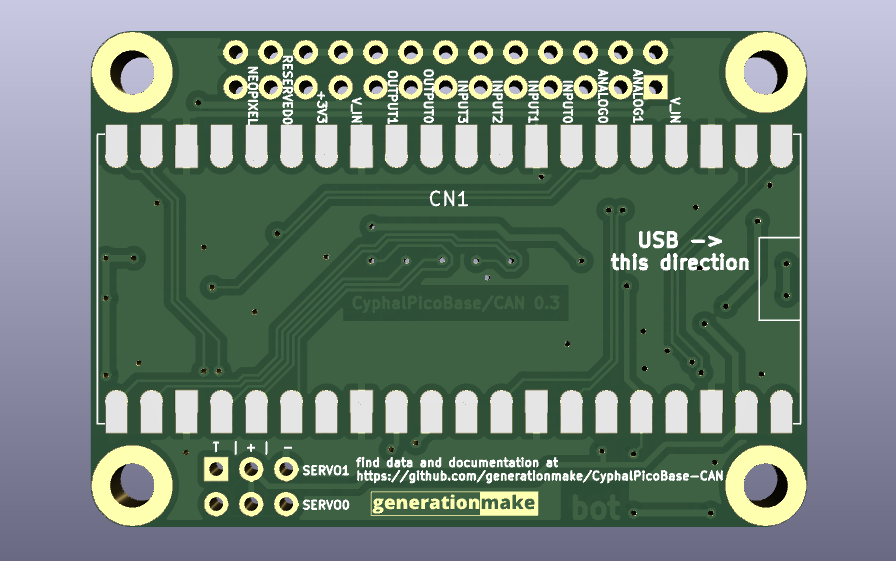 NEOPIXEL
RESERVED0
+3V3
V_IN
OUTPUT1
OUTPUT0
INPUT3
INPUT2
INPUT1
INPUT0
ANALOG0
ANALOG1
V_IN
CN1
USB ->
this direction
CyphalPicoBase/CAN 0.3
T | + | -
SERVO1
find data and documentation at
https://github.com/generationmake/CyphalPicoBase-CAN
SERVO0
generationmake
bot